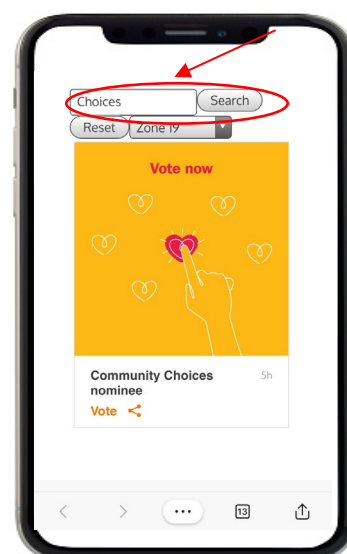 Choices Search
Reset Zone 19
Vote now
Community Choices 5h
nominee
Vote
13